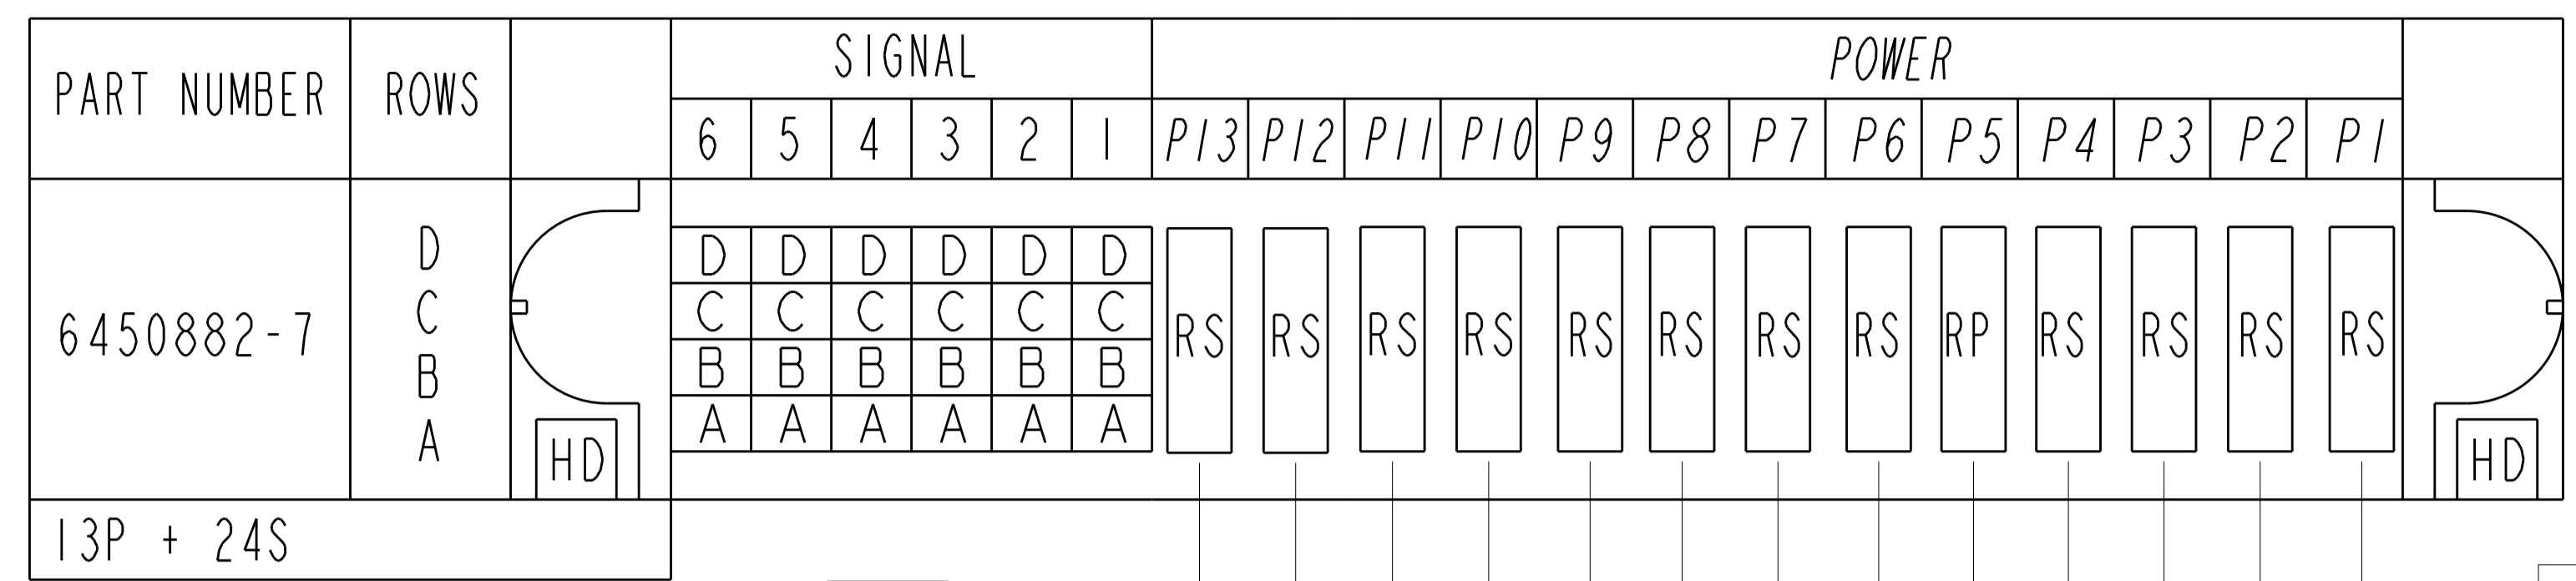 PART NUMBER ROWS SIGNAL POWER
6 5 4 3 2 1 P13 P12 P11 P10 P9 P8 P7 P6 P5 P4 P3 P2 P1
D D D D D D D
C C C C C C C
6450882-7 RS RS RS RS RS RS RS RS RP RS RS RS RS
B B B B B B B
A A A A A A A
HD HD
13P + 24S